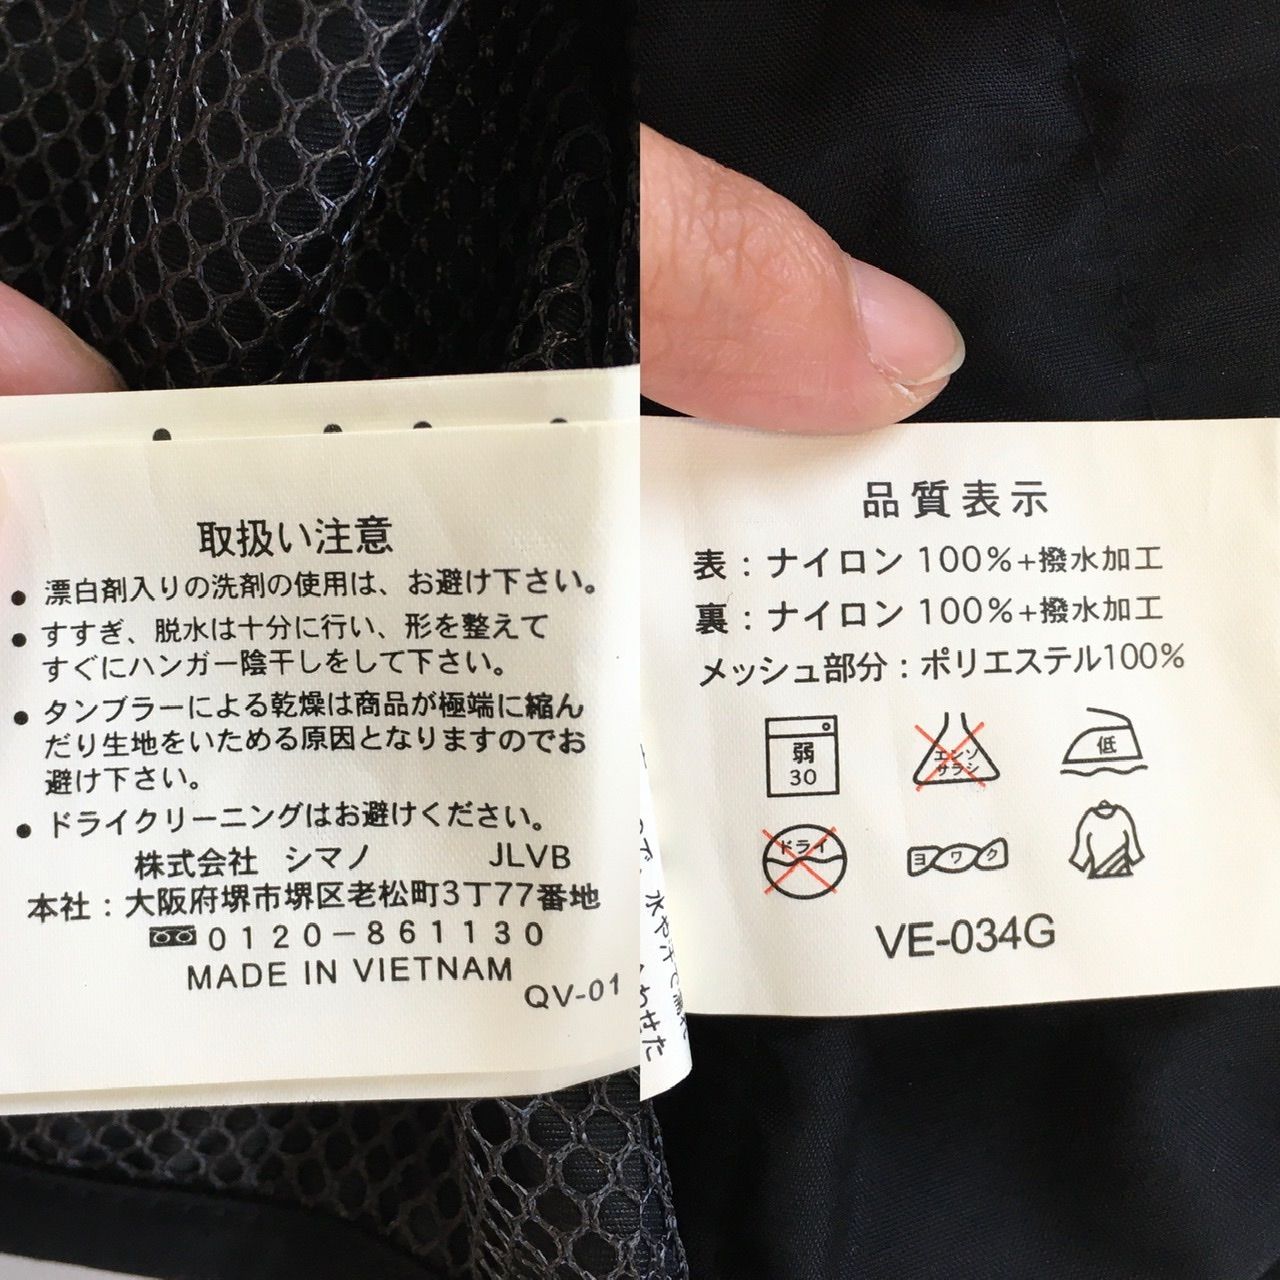 取扱い注意
● 漂白剤入りの洗剤の使用は、お避け下さい。
● すすぎ、脱水は十分に行い、形を整えて
すぐにハンガー陰干しをして下さい。
● タンブラーによる乾燥は商品が極端に縮ん
だり生地をいためる原因となりますのでお
避け下さい。
● ドライクリーニングはお避けください。
株式会社 シマノ JLVB
本社：大阪府堺市堺区老松町3丁77番地
0120-861130
MADE IN VIETNAM
QV-01
品質表示
表：ナイロン 100%+撥水加工
裏：ナイロン 100%+撥水加工
メッシュ部分：ポリエステル100%
弱
30
エンソ
サラシ
低
ドライ
ヨワク
VE-034G
水や汗で